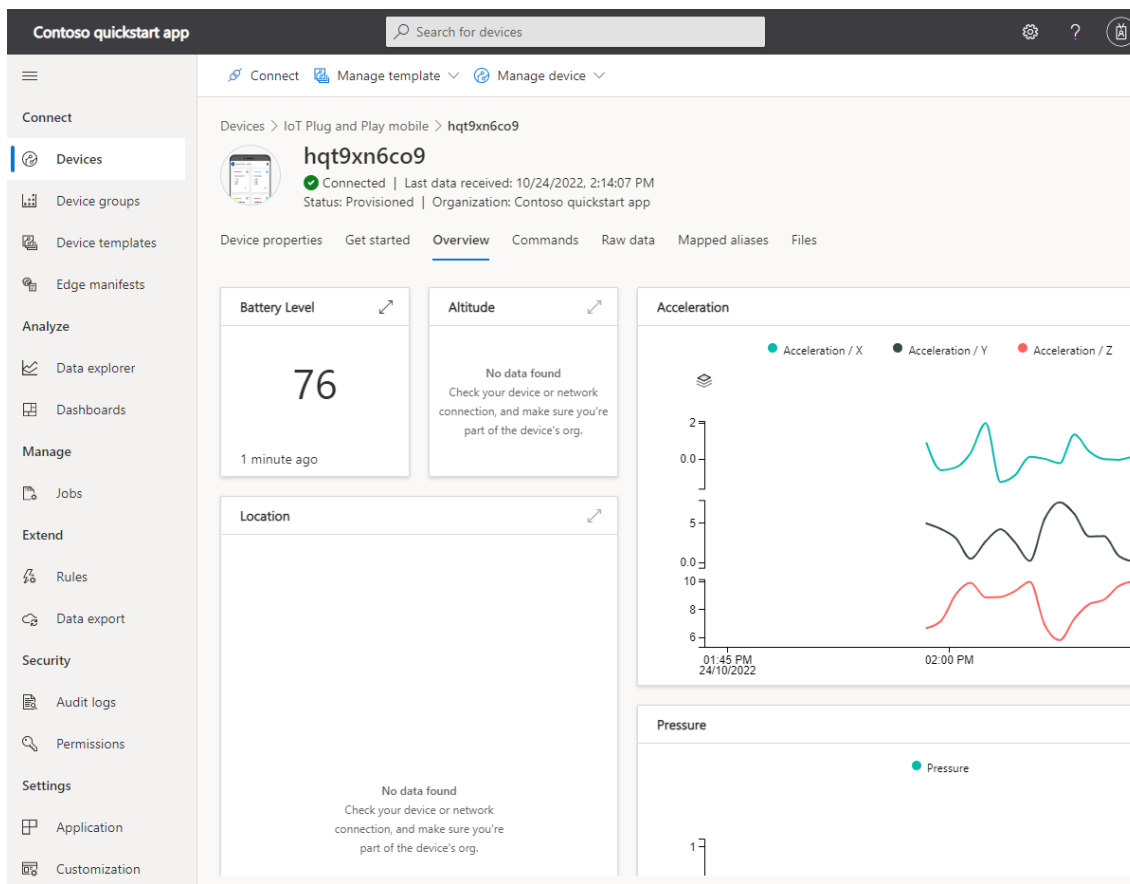 Contoso quickstart app
Search for devices
Connect
Manage template
Manage device
Connect
Devices
Device groups
Device templates
Edge manifests
Analyze
Data explorer
Dashboards
Manage
Jobs
Extend
Rules
Data export
Security
Audit logs
Permissions
Settings
Application
Customization
Devices > IoT Plug and Play mobile > hqt9xn6co9
hqt9xn6co9
Connected | Last data received: 10/24/2022, 2:14:07 PM
Status: Provisioned | Organization: Contoso quickstart app
Device properties Get started Overview Commands Raw data Mapped aliases Files
Battery Level
76
1 minute ago
Altitude
No data found
Check your device or network
connection, and make sure you're
part of the device's org.
Location
No data found
Check your device or network
connection, and make sure you're
part of the device's org.
Acceleration
Acceleration / X Acceleration / Y Acceleration / Z
2
0.0
5
0.0
10
8
6
01:45 PM 02:00 PM
24/10/2022
Pressure
Pressure
1